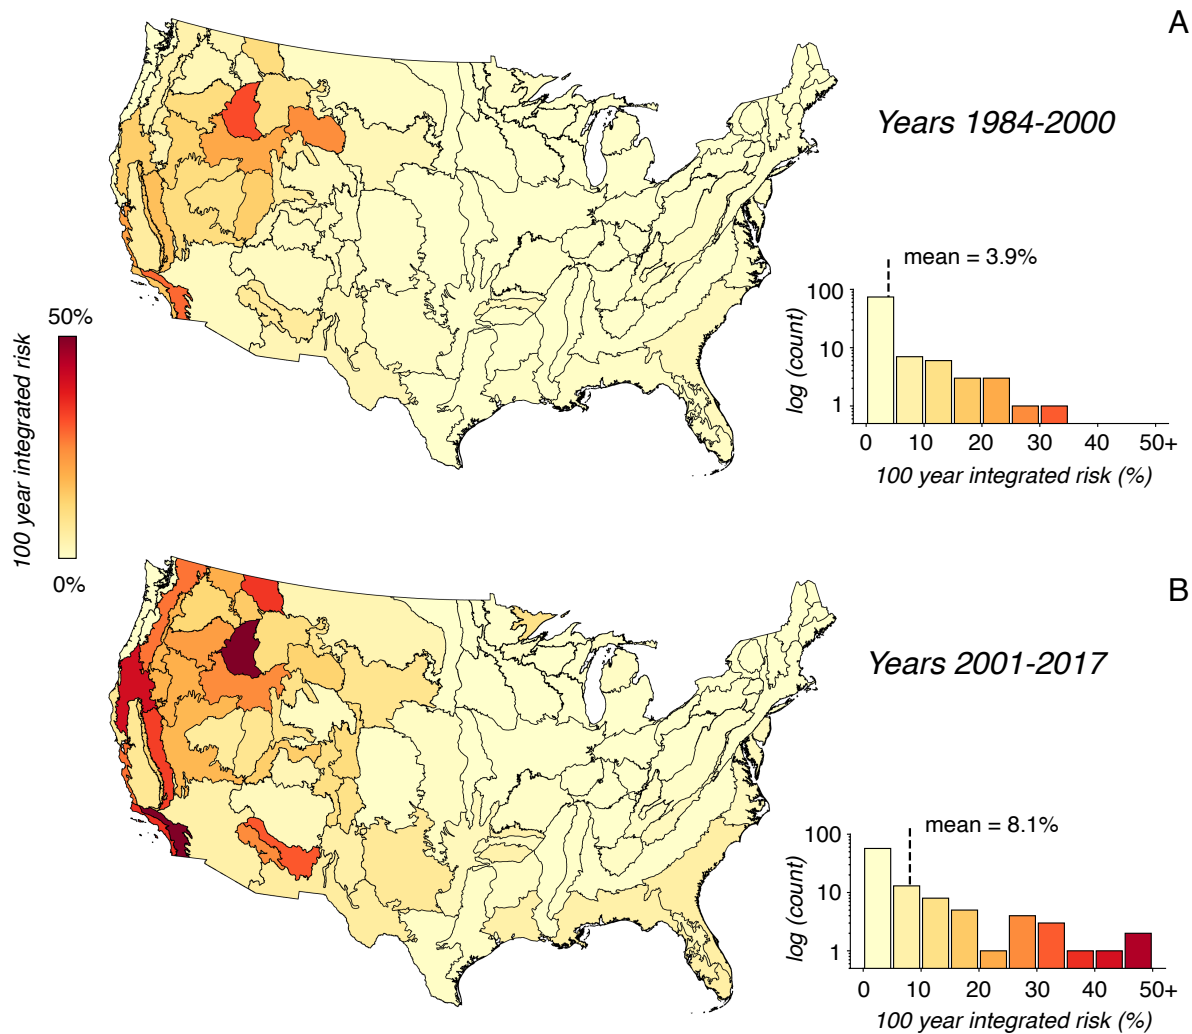 A
Years 1984-2000
mean = 3.9%
100
10
1
log (count)
0 10 20 30 40 50+
100 year integrated risk (%)
50%
100 year integrated risk
0%
B
Years 2001-2017
mean = 8.1%
100
10
1
log (count)
0 10 20 30 40 50+
100 year integrated risk (%)